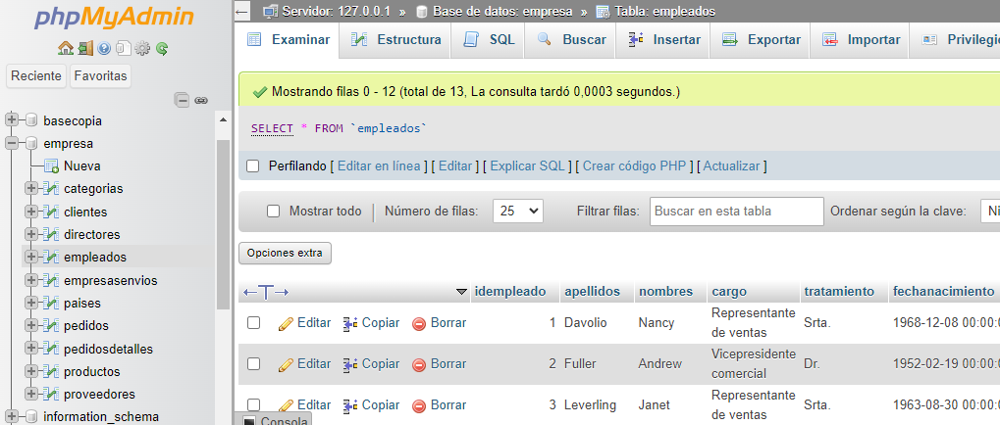 phpMyAdmin
Reciente Favoritas
basecopia
empresa
Nueva
categorias
clientes
directores
empleados
empresasenvios
paises
pedidos
pedidosdetalles
productos
proveedores
information_schema
Servidor: 127.0.0.1 » Base de datos: empresa » Tabla: empleados
Examinar Estructura SQL Buscar Insertar Exportar Importar Privilegio
Mostrando filas 0 - 12 (total de 13, La consulta tardó 0,0003 segundos.)
SELECT * FROM `empleados`
Perfilando [ Editar en línea ] [ Editar ] [ Explicar SQL ] [ Crear código PHP ] [ Actualizar ]
Mostrar todo Número de filas: 25 Filtrar filas: Buscar en esta tabla Ordenar según la clave: Ni
Opciones extra
←T→ idempleado apellidos nombres cargo tratamiento fechanacimiento
Editar Copiar Borrar 1 Davolio Nancy Representante de ventas Srta. 1968-12-08 00:00:0
Editar Copiar Borrar 2 Fuller Andrew Vicepresidente comercial Dr. 1952-02-19 00:00:0
Editar Copiar Borrar 3 Leverling Janet Representante de ventas Srta. 1963-08-30 00:00:0
Consola